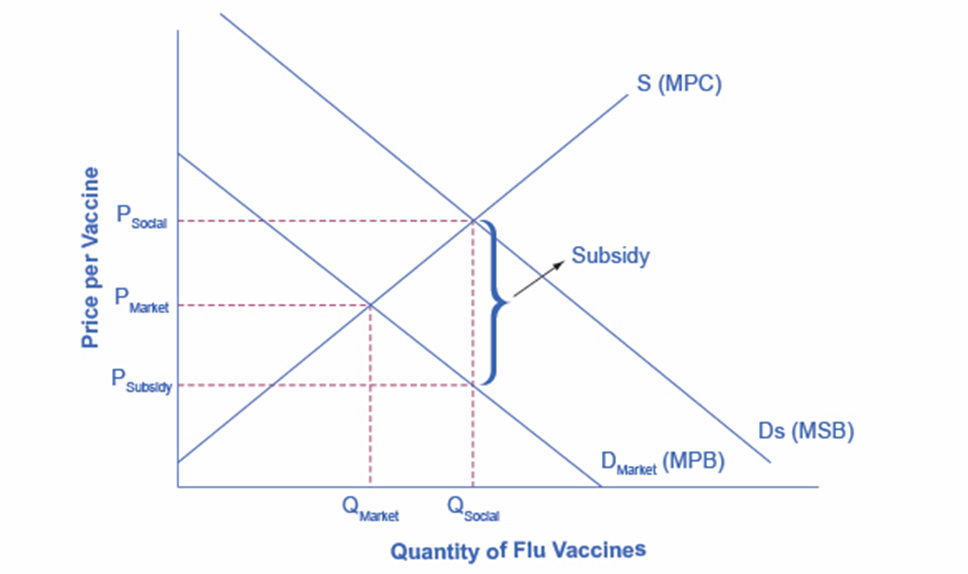 S (MPC)
Price per Vaccine
P Social
Subsidy
P Market
P Subsidy
Ds (MSB)
D Market (MPB)
Q Market
Q Social
Quantity of Flu Vaccines